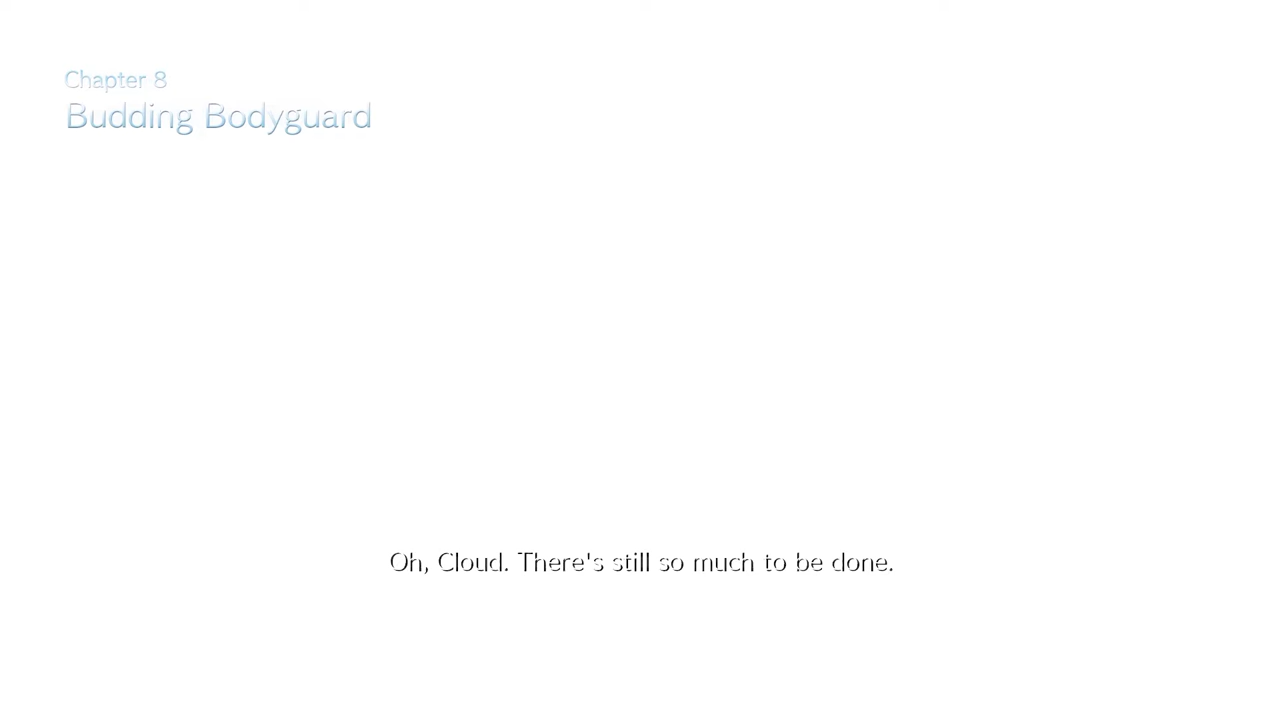 Chapter 8
Budding Bodyguard
Oh, Cloud. There's still so much to be done.